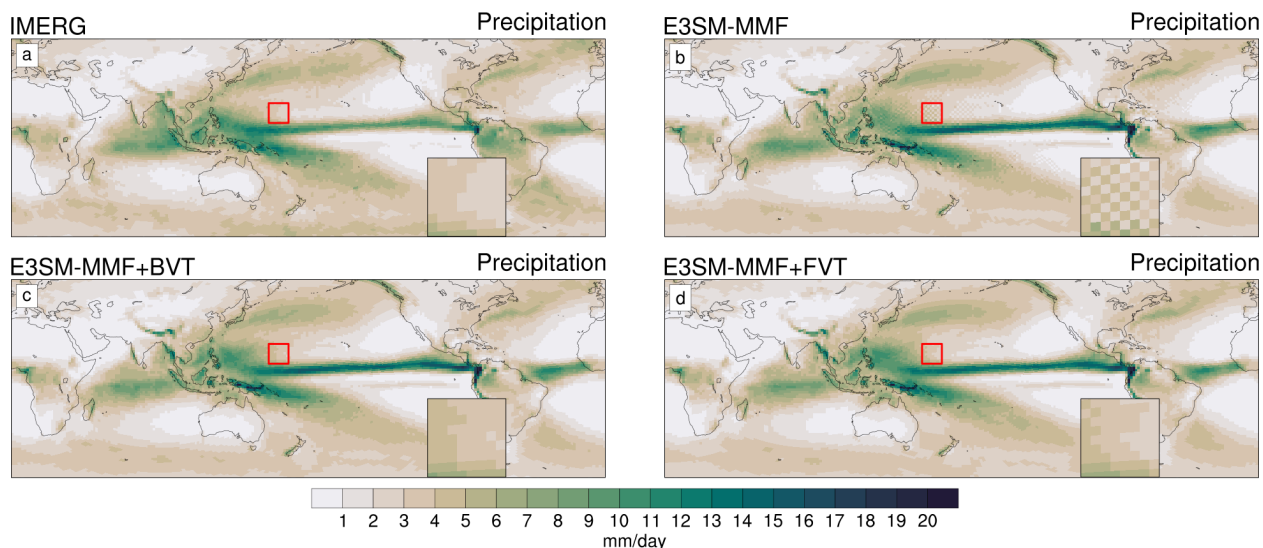 IMERG Precipitation
a
E3SM-MMF Precipitation
b
E3SM-MMF+BVT Precipitation
c
E3SM-MMF+FVT Precipitation
d
1 2 3 4 5 6 7 8 9 10 11 12 13 14 15 16 17 18 19 20
mm/day